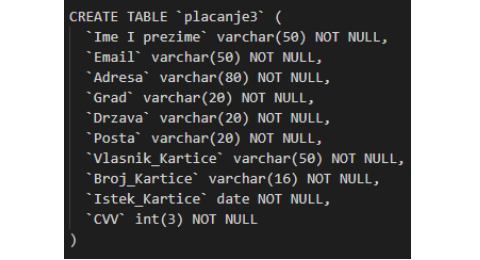 CREATE TABLE `placanje3` (
`Ime I prezime` varchar(50) NOT NULL,
`Email` varchar(50) NOT NULL,
`Adresa` varchar(80) NOT NULL,
`Grad` varchar(20) NOT NULL,
`Drzava` varchar(20) NOT NULL,
`Posta` varchar(20) NOT NULL,
`Vlasnik_Kartice` varchar(50) NOT NULL,
`Broj_Kartice` varchar(16) NOT NULL,
`Istek_Kartice` date NOT NULL,
`CVV` int(3) NOT NULL
)